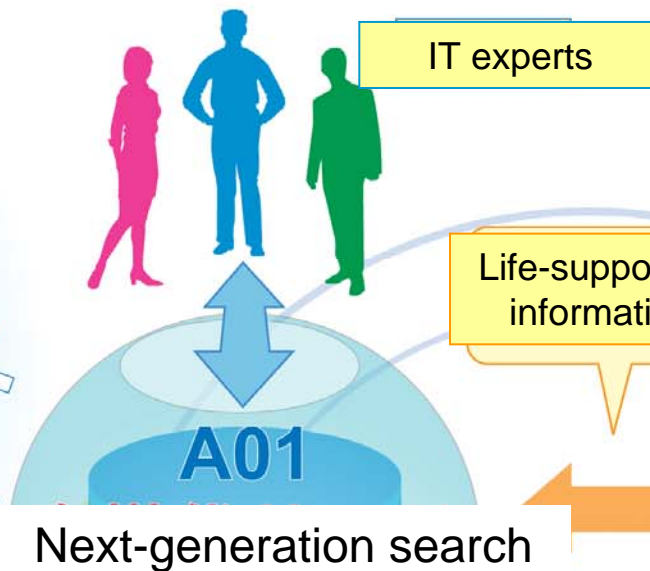 IT experts
Life-suppo
informati
A01
Next-generation search